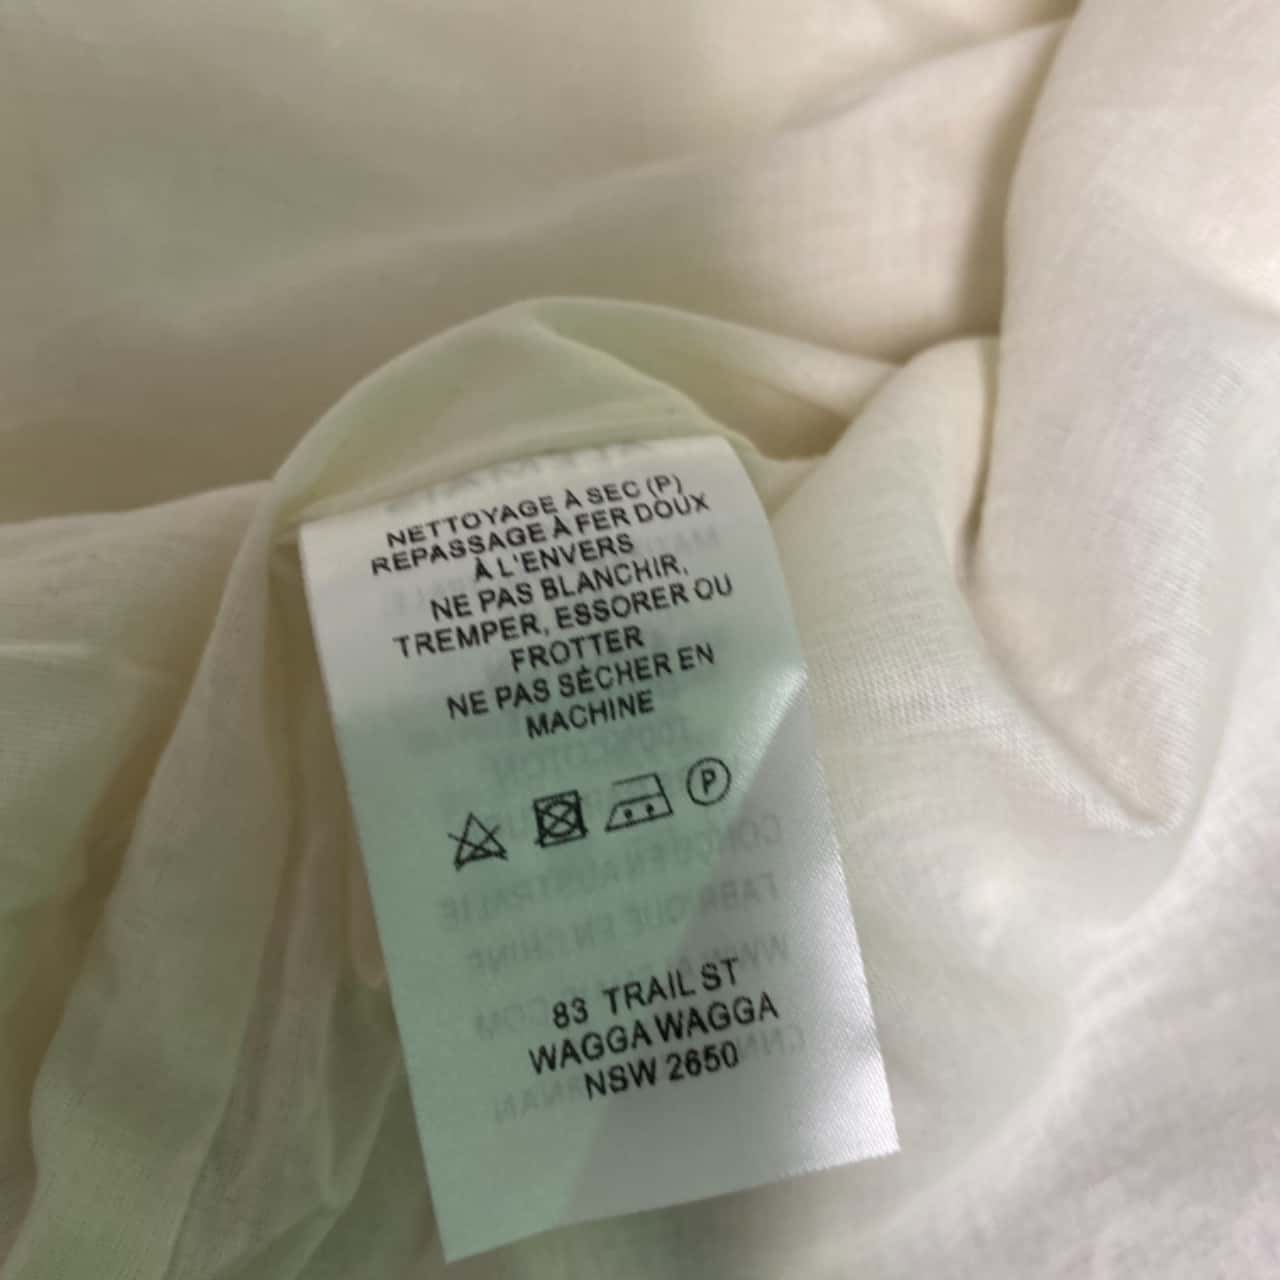 NETTOYAGE À SEC (P)
REPASSAGE À FER DOUX
À L'ENVERS
NE PAS BLANCHIR,
TREMPER, ESSORER OU
FROTTER
NE PAS SÉCHER EN
MACHINE
P
83 TRAIL ST
WAGGA WAGGA
NSW 2650